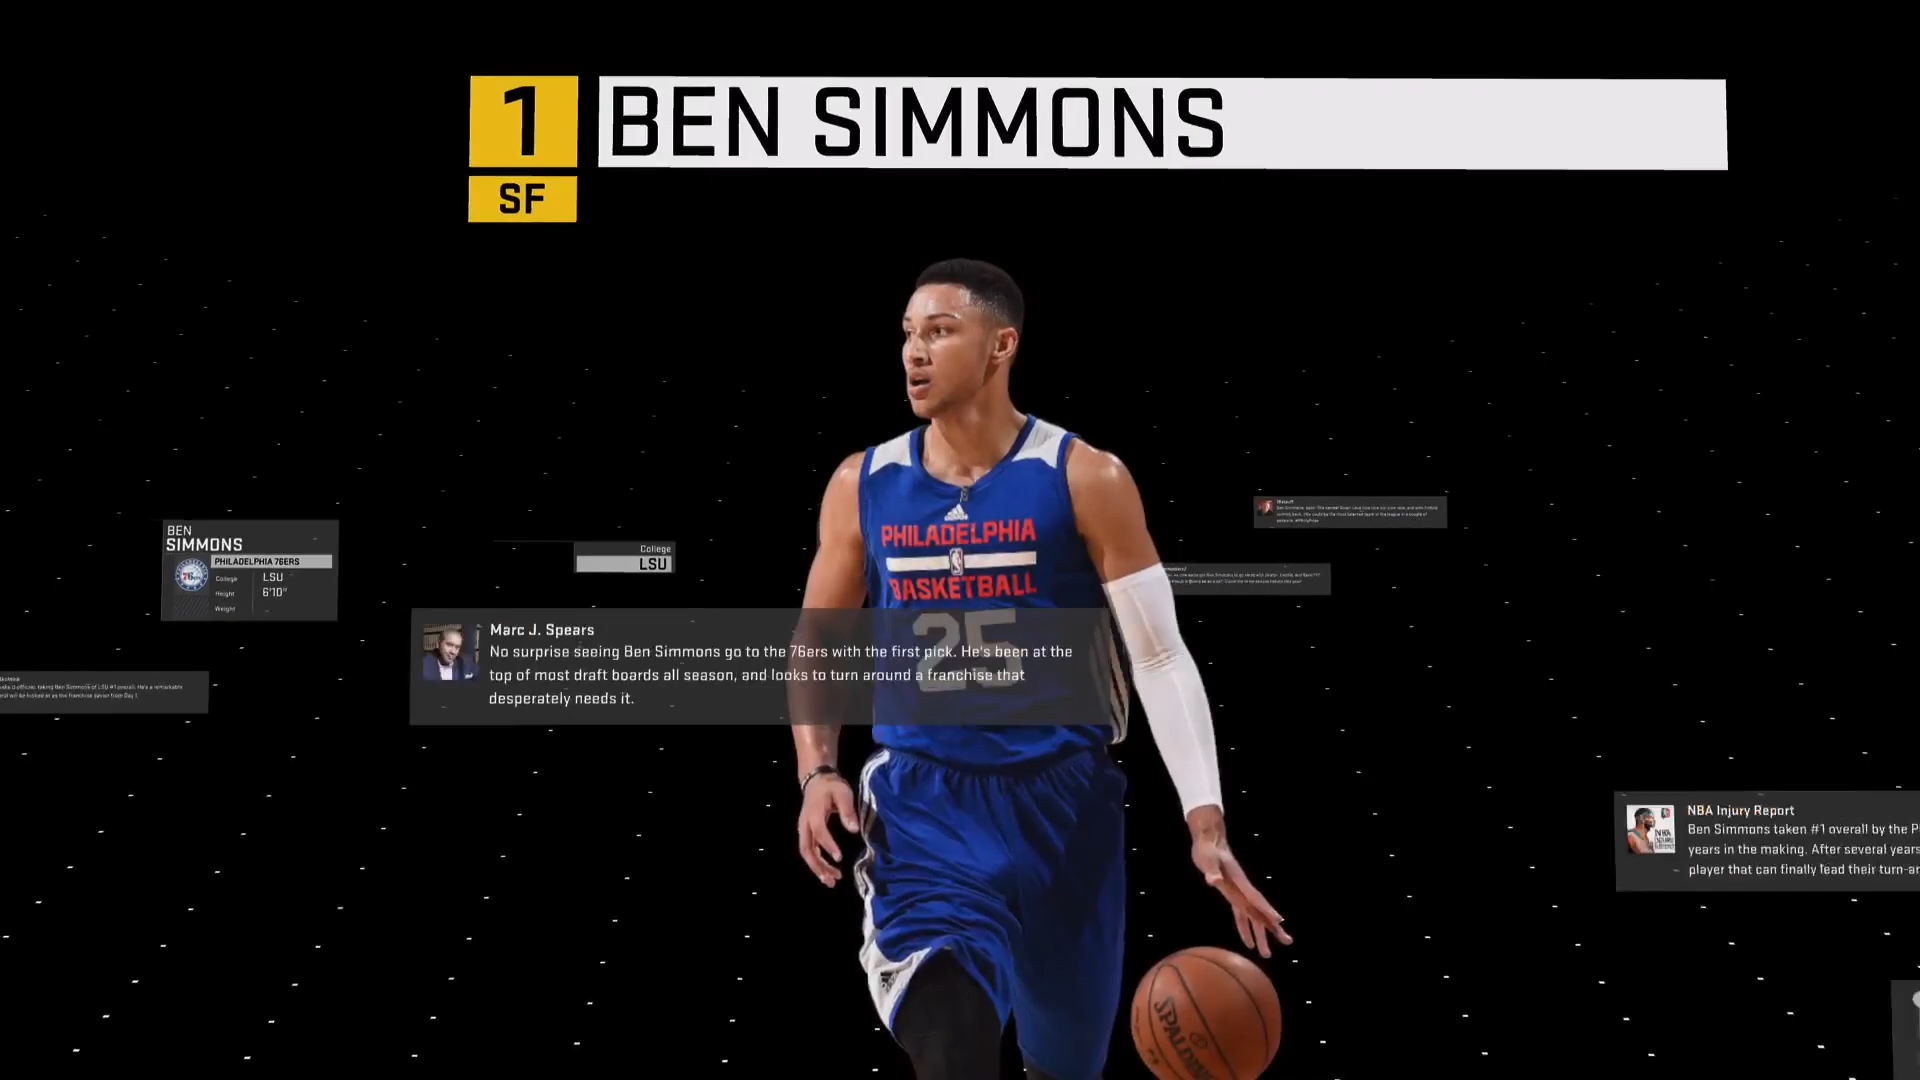 1 BEN SIMMONS
SF
PHILADELPHIA
BASKETBALL
25
BEN
SIMMONS
PHILADELPHIA 76ERS
College LSU
Height 6'10"
Weight
College
LSU
Marc J. Spears
No surprise seeing Ben Simmons go to the 76ers with the first pick. He's been at the
top of most draft boards all season, and looks to turn around a franchise that
desperately needs it.
NBA Injury Report
Ben Simmons taken #1 overall by the P
years in the making. After several years
player that can finally lead their turn-ar
SPALDING